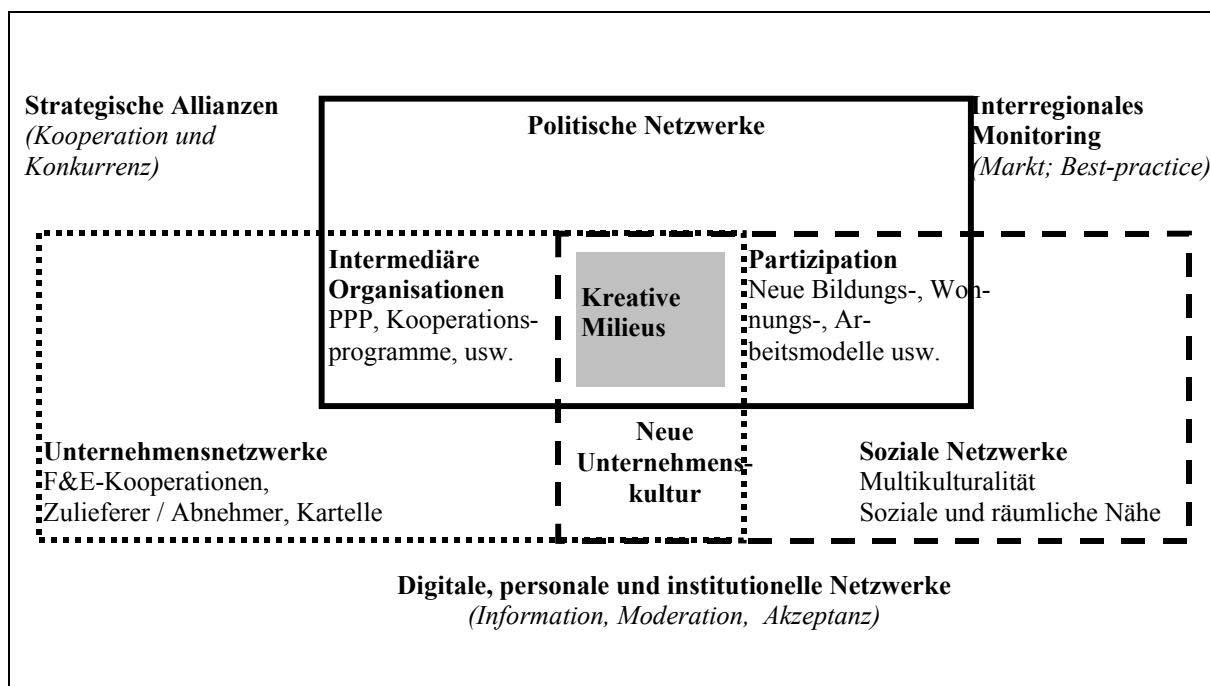 Strategische Allianzen
(Kooperation und
Konkurrenz)
Politische Netzwerke
Interregionales
Monitoring
(Markt; Best-practice)
Intermediäre
Organisationen
PPP, Kooperations-
programme, usw.
Kreative
Milieus
Partizipation
Neue Bildungs-, Woh-
nungs-, Ar-
beitsmodelle usw.
Unternehmensnetzwerke
F&E-Kooperationen,
Zulieferer / Abnehmer, Kartelle
Neue
Unternehmens-
kultur
Soziale Netzwerke
Multikulturalität
Soziale und räumliche Nähe
Digitale, personale und institutionelle Netzwerke
(Information, Moderation, Akzeptanz)